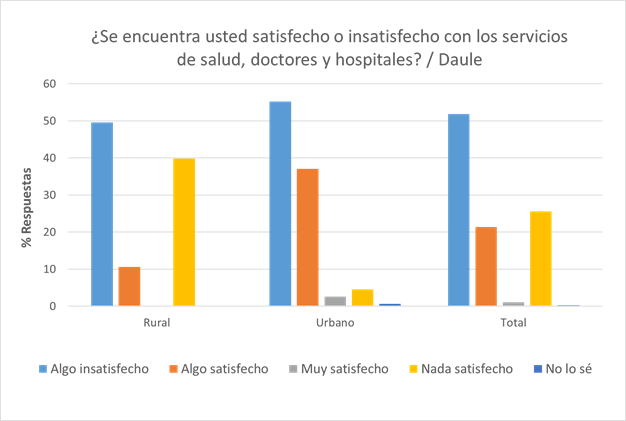 ¿Se encuentra usted satisfecho o insatisfecho con los servicios
de salud, doctores y hospitales? / Daule
60
50
40
30
20
10
0
% Respuestas
Rural
Urbano
Total
Algo insatisfecho
Algo satisfecho
Muy satisfecho
Nada satisfecho
No lo sé